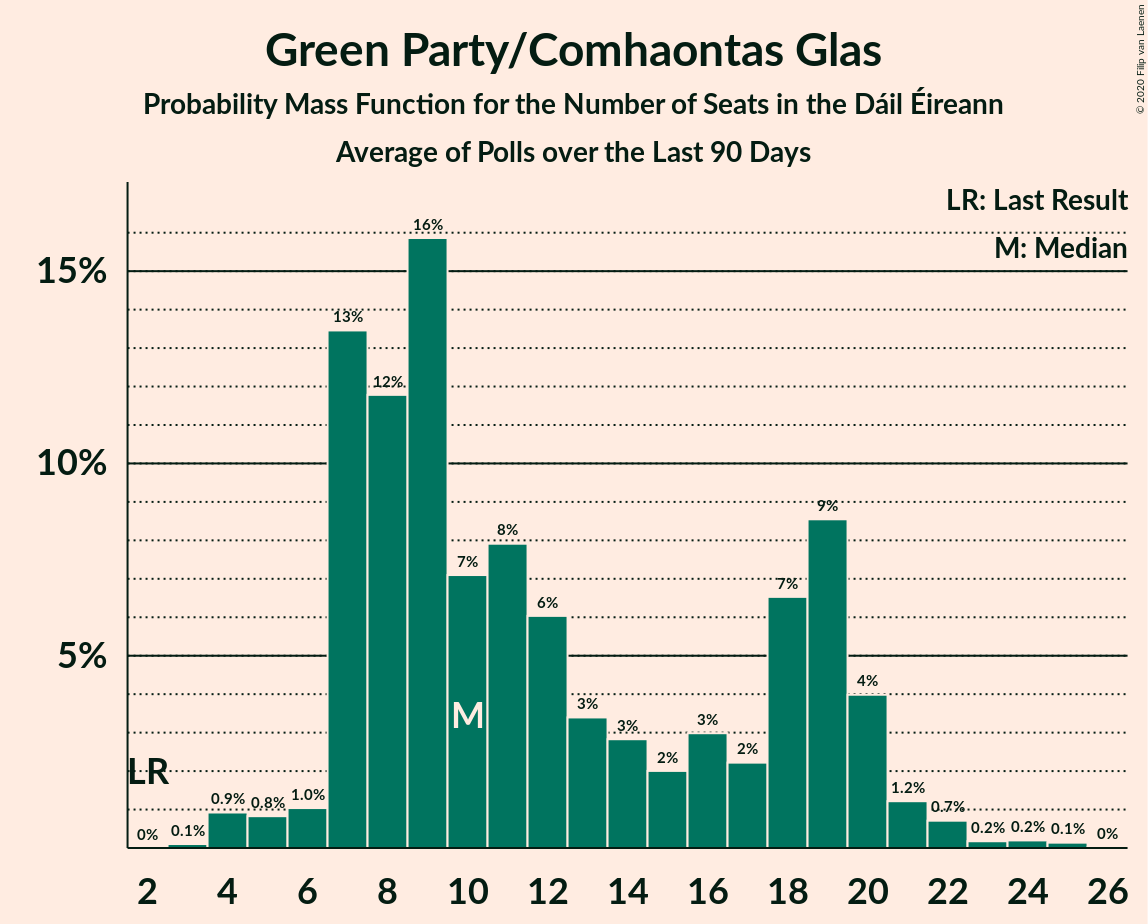 Green Party/Comhaontas Glas
Probability Mass Function for the Number of Seats in the Dáil Éireann
Average of Polls over the Last 90 Days
© 2020 Filip van Laenen
LR: Last Result
M: Median
15%
10%
5%
0% 0.1% 0.9% 0.8% 1.0% 13% 12% 16% 7% 8% 6% 3% 3% 2% 3% 2% 7% 9% 4% 1.2% 0.7% 0.2% 0.2% 0.1% 0%
LR
M
2 4 6 8 10 12 14 16 18 20 22 24 26